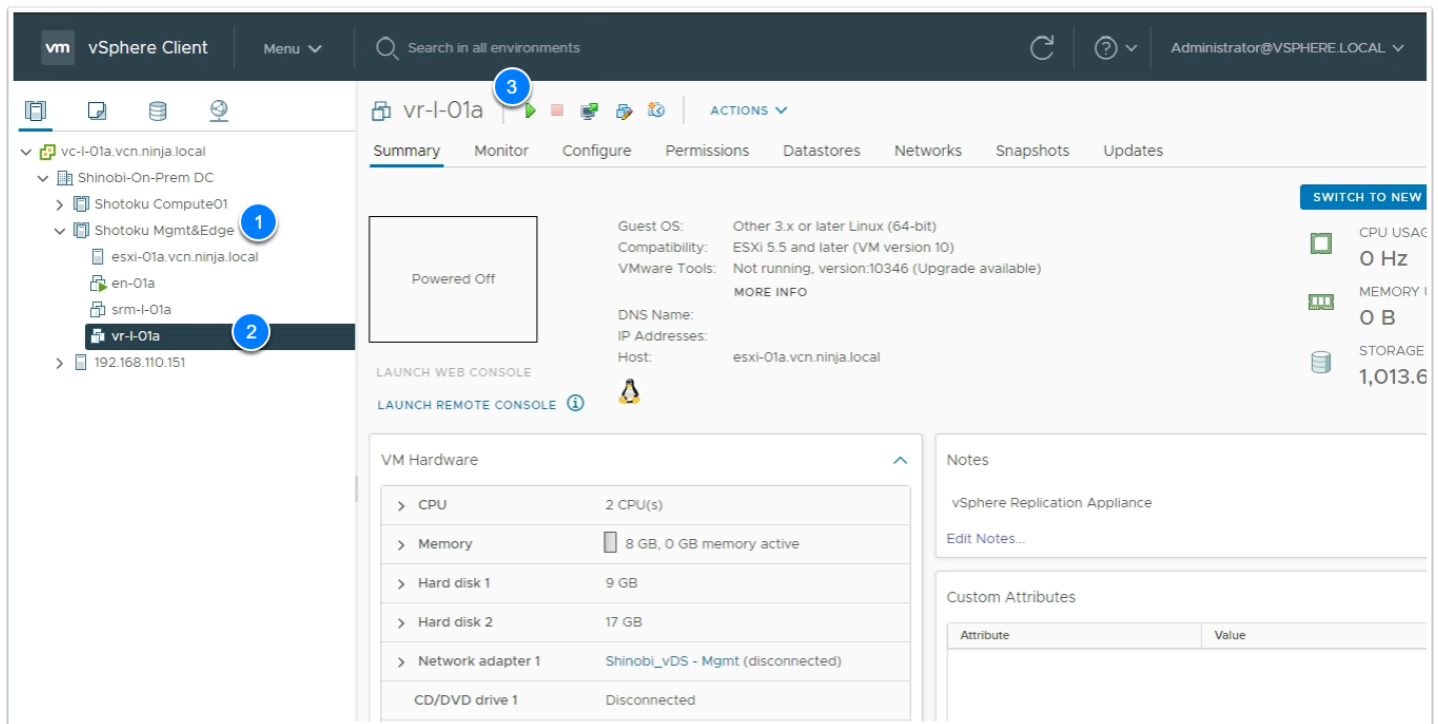 vm vSphere Client Menu Search in all environments Administrator@VSPHERE.LOCAL
3
vr-l-01a ACTIONS
Summary Monitor Configure Permissions Datastores Networks Snapshots Updates
vc-l-01a.vcn.ninja.local
Shinobi-On-Prem DC
Shotoku Compute01
Shotoku Mgmt&Edge 1
esxi-01a.vcn.ninja.local
en-01a
srm-l-01a
vr-l-01a 2
192.168.110.151
Powered Off
LAUNCH WEB CONSOLE
LAUNCH REMOTE CONSOLE
Guest OS: Other 3.x or later Linux (64-bit)
Compatibility: ESXi 5.5 and later (VM version 10)
VMware Tools: Not running, version:10346 (Upgrade available)
MORE INFO
DNS Name:
IP Addresses:
Host: esxi-01a.vcn.ninja.local
SWITCH TO NEW
CPU USAG
0 Hz
MEMORY U
0 B
STORAGE
1,013.6
VM Hardware
CPU 2 CPU(s)
Memory 8 GB, 0 GB memory active
Hard disk 1 9 GB
Hard disk 2 17 GB
Network adapter 1 Shinobi_vDS - Mgmt (disconnected)
CD/DVD drive 1 Disconnected
Notes
vSphere Replication Appliance
Edit Notes...
Custom Attributes
Attribute Value